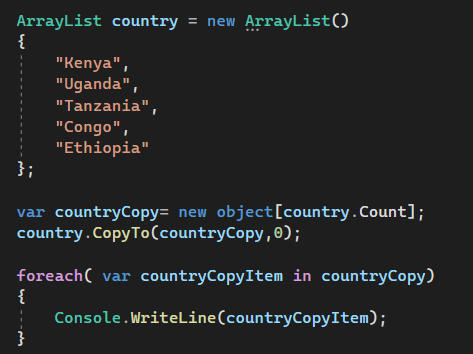 ArrayList country = new ArrayList()
{
    "Kenya",
    "Uganda",
    "Tanzania",
    "Congo",
    "Ethiopia"
};

var countryCopy= new object[country.Count];
country.CopyTo(countryCopy,0);

foreach( var countryCopyItem in countryCopy)
{
    Console.WriteLine(countryCopyItem);
}